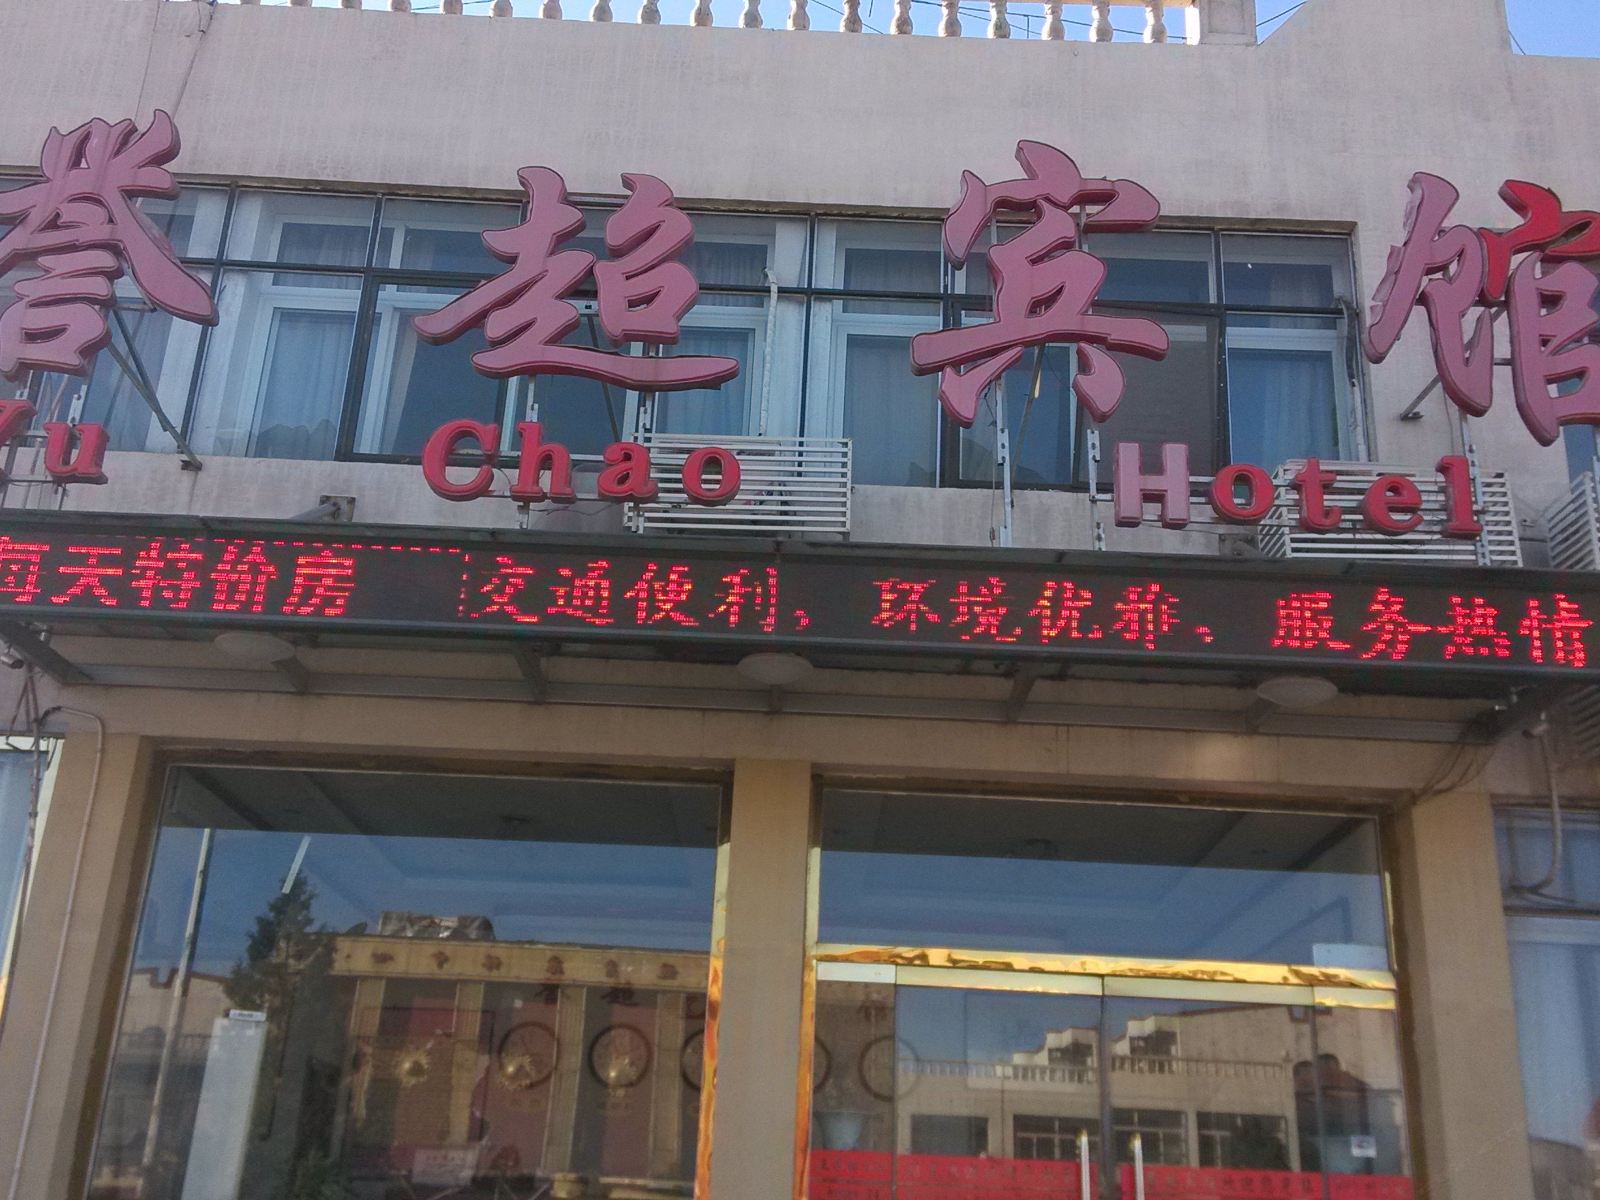 誉超宾馆
Yu Chao Hotel
每天特价房 交通便利，环境优雅。服务热情